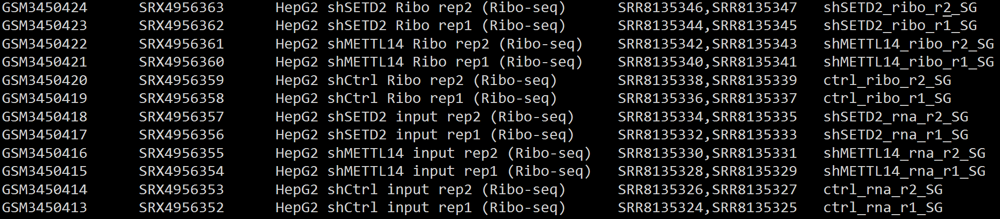 GSM3450424 SRX4956363 HepG2 shSETD2 Ribo rep2 (Ribo-seq) SRR8135346,SRR8135347 shSETD2_ribo_r2_SG
GSM3450423 SRX4956362 HepG2 shSETD2 Ribo rep1 (Ribo-seq) SRR8135344,SRR8135345 shSETD2_ribo_r1_SG
GSM3450422 SRX4956361 HepG2 shMETTL14 Ribo rep2 (Ribo-seq) SRR8135342,SRR8135343 shMETTL14_ribo_r2_SG
GSM3450421 SRX4956360 HepG2 shMETTL14 Ribo rep1 (Ribo-seq) SRR8135340,SRR8135341 shMETTL14_ribo_r1_SG
GSM3450420 SRX4956359 HepG2 shCtrl Ribo rep2 (Ribo-seq) SRR8135338,SRR8135339 ctrl_ribo_r2_SG
GSM3450419 SRX4956358 HepG2 shCtrl Ribo rep1 (Ribo-seq) SRR8135336,SRR8135337 ctrl_ribo_r1_SG
GSM3450418 SRX4956357 HepG2 shSETD2 input rep2 (Ribo-seq) SRR8135334,SRR8135335 shSETD2_rna_r2_SG
GSM3450417 SRX4956356 HepG2 shSETD2 input rep1 (Ribo-seq) SRR8135332,SRR8135333 shSETD2_rna_r1_SG
GSM3450416 SRX4956355 HepG2 shMETTL14 input rep2 (Ribo-seq) SRR8135330,SRR8135331 shMETTL14_rna_r2_SG
GSM3450415 SRX4956354 HepG2 shMETTL14 input rep1 (Ribo-seq) SRR8135328,SRR8135329 shMETTL14_rna_r1_SG
GSM3450414 SRX4956353 HepG2 shCtrl input rep2 (Ribo-seq) SRR8135326,SRR8135327 ctrl_rna_r2_SG
GSM3450413 SRX4956352 HepG2 shCtrl input rep1 (Ribo-seq) SRR8135324,SRR8135325 ctrl_rna_r1_SG